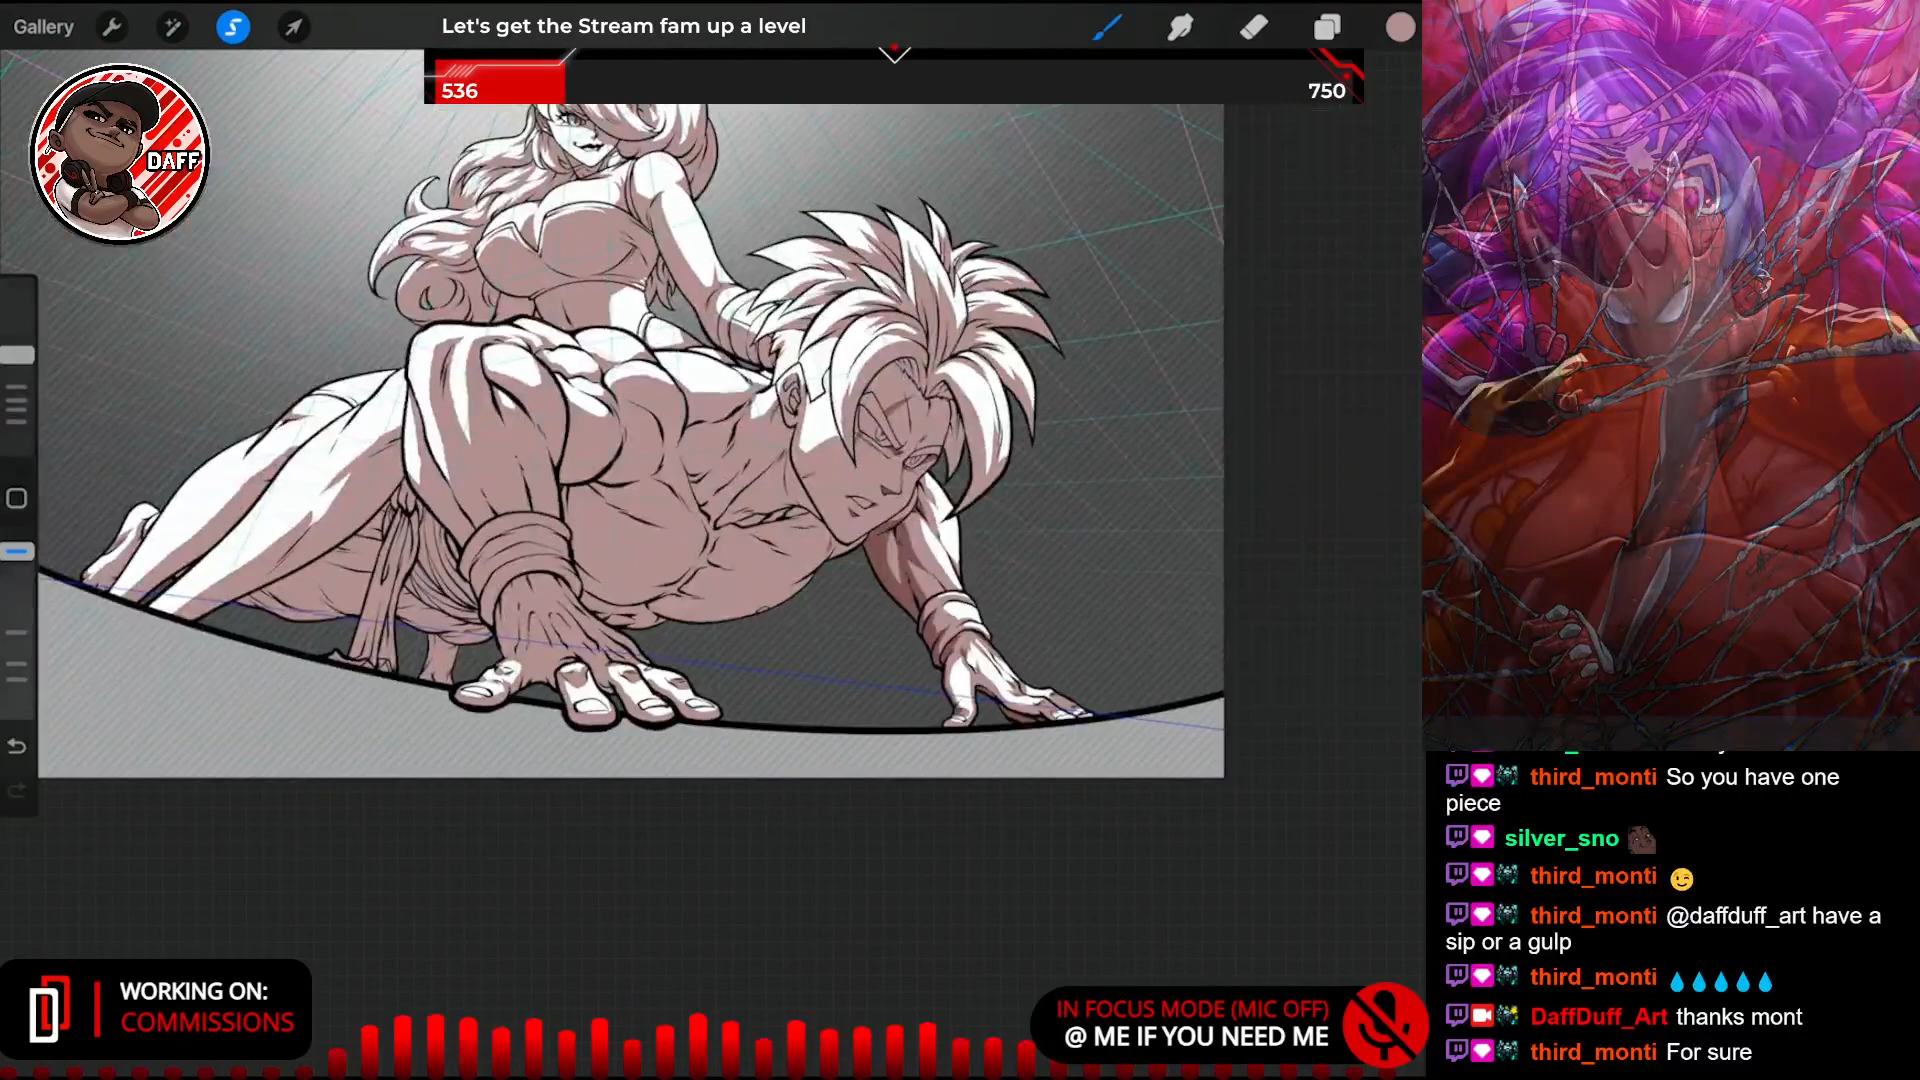 Gallery
Let's get the Stream fam up a level
536
750
DAFF
third_monti So you have one
piece
silver_sno
third_monti
third_monti @daffduff_art have a
sip or a gulp
third_monti
DaffDuff_Art thanks mont
third_monti For sure
WORKING ON:
COMMISSIONS
IN FOCUS MODE (MIC OFF)
@ ME IF YOU NEED ME